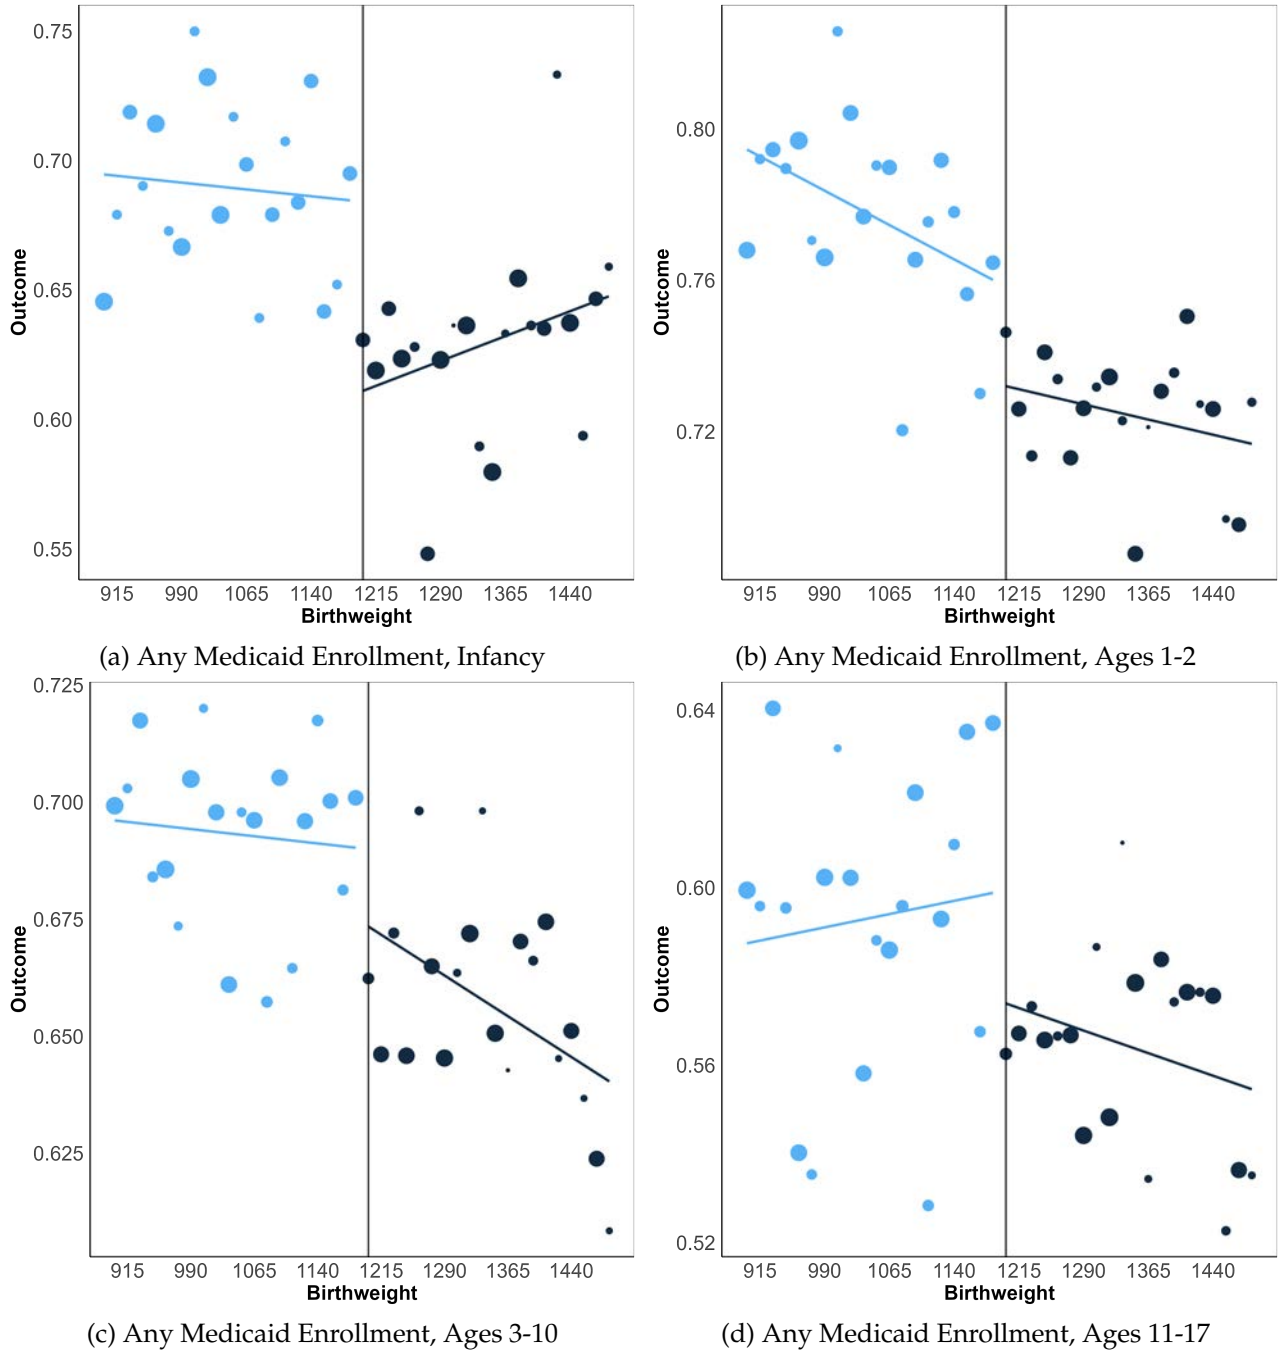 0.75
0.70
0.65
0.60
0.55
Outcome
915 990 1065 1140 1215 1290 1365 1440
Birthweight
(a) Any Medicaid Enrollment, Infancy
0.80
0.76
0.72
Outcome
915 990 1065 1140 1215 1290 1365 1440
Birthweight
(b) Any Medicaid Enrollment, Ages 1-2
0.725
0.700
0.675
0.650
0.625
Outcome
915 990 1065 1140 1215 1290 1365 1440
Birthweight
(c) Any Medicaid Enrollment, Ages 3-10
0.64
0.60
0.56
0.52
Outcome
915 990 1065 1140 1215 1290 1365 1440
Birthweight
(d) Any Medicaid Enrollment, Ages 11-17